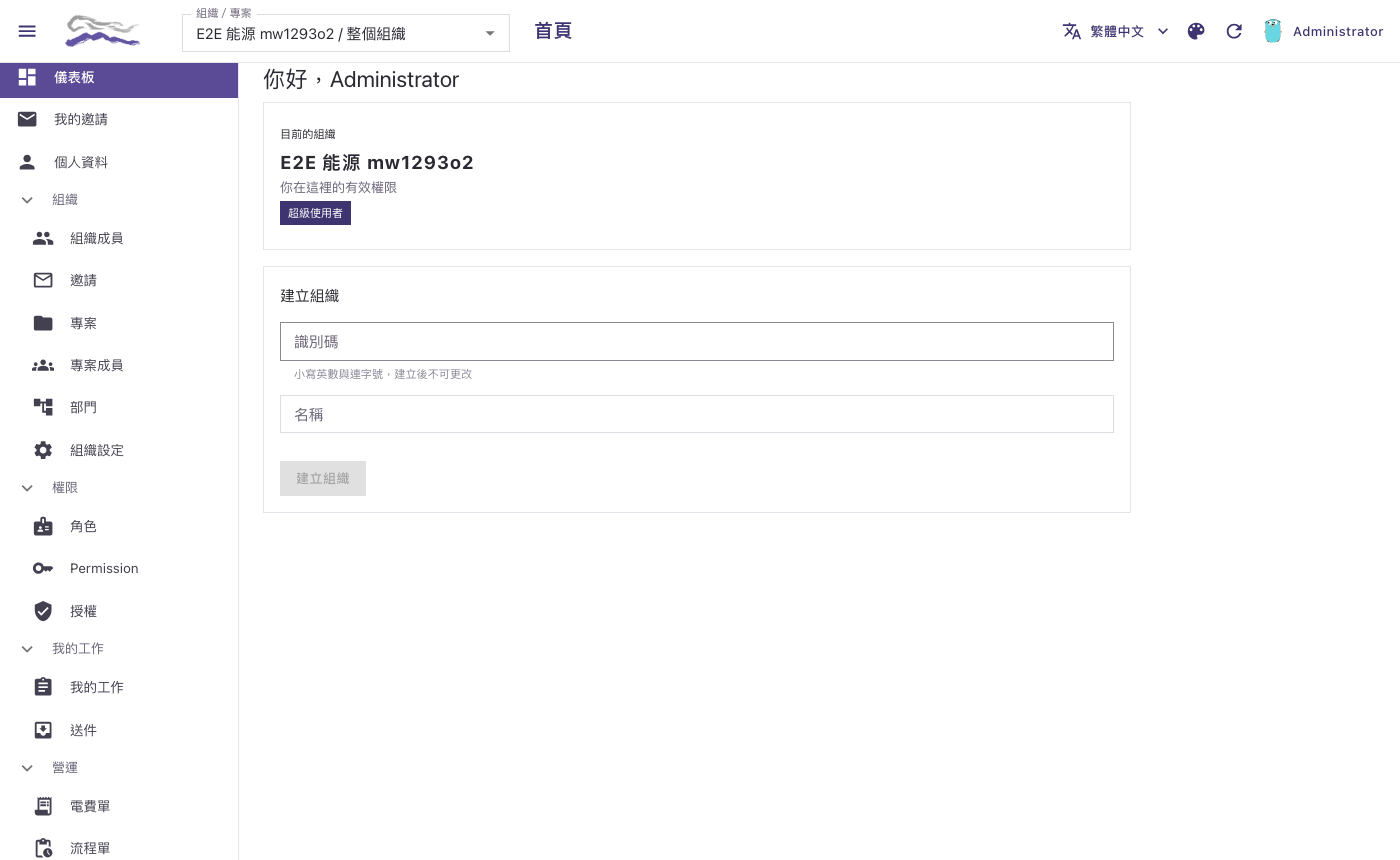 組織 / 專案
E2E 能源 mw1293o2 / 整個組織
首頁
繁體中文
Administrator
儀表板
我的邀請
個人資料
組織
組織成員
邀請
專案
專案成員
部門
組織設定
權限
角色
Permission
授權
我的工作
我的工作
送件
營運
電費單
流程單
你好，Administrator
目前的組織
E2E 能源 mw1293o2
你在這裡的有效權限
超級使用者
建立組織
識別碼
小寫英數與連字號，建立後不可更改
名稱
建立組織